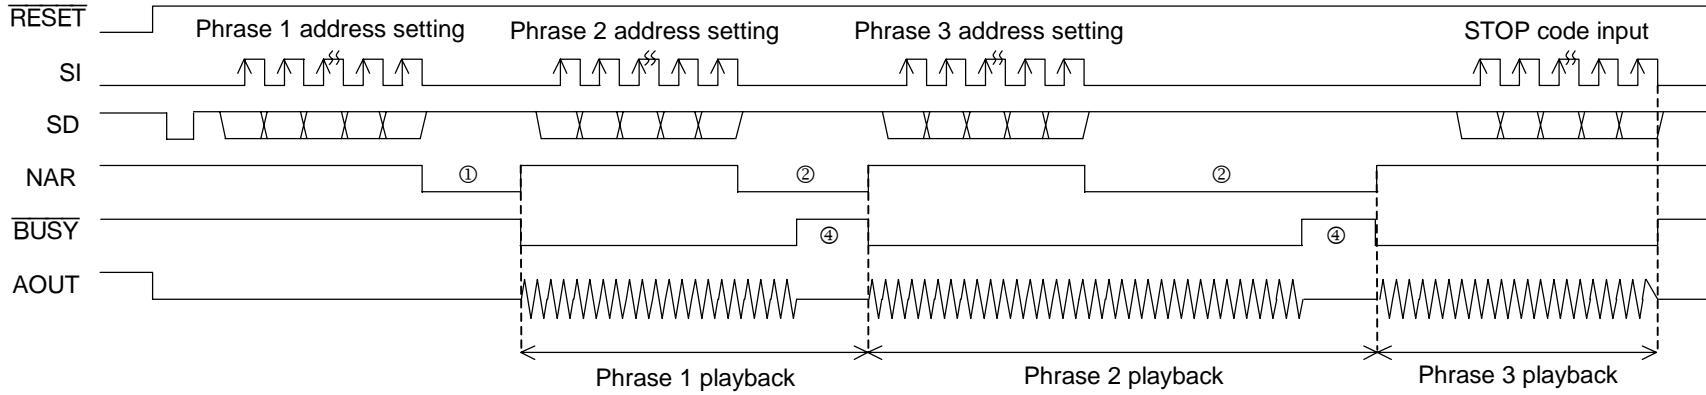 RESET
Phrase 1 address setting Phrase 2 address setting Phrase 3 address setting STOP code input
SI
SD
NAR ① ② ②
BUSY ④ ④
AOUT
Phrase 1 playback Phrase 2 playback Phrase 3 playback